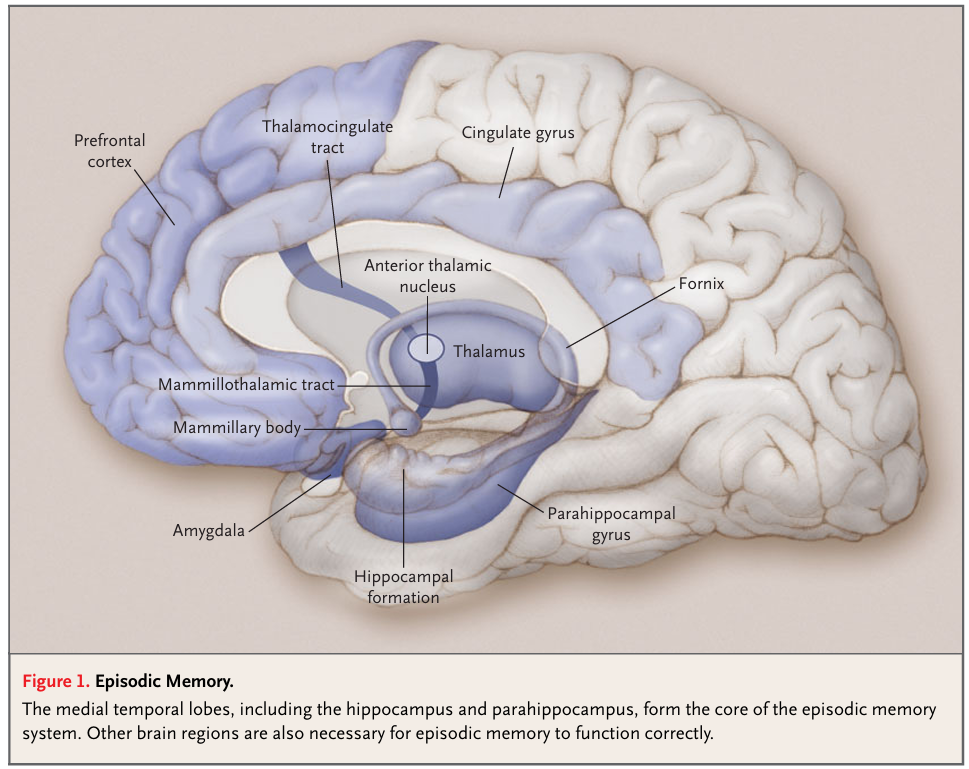 Prefrontal
cortex
Thalamocingulate
tract
Cingulate gyrus
Anterior thalamic
nucleus
Fornix
Thalamus
Mammillothalamic tract
Mammillary body
Amygdala
Parahippocampal
gyrus
Hippocampal
formation
Figure 1. Episodic Memory.
The medial temporal lobes, including the hippocampus and parahippocampus, form the core of the episodic memory
system. Other brain regions are also necessary for episodic memory to function correctly.